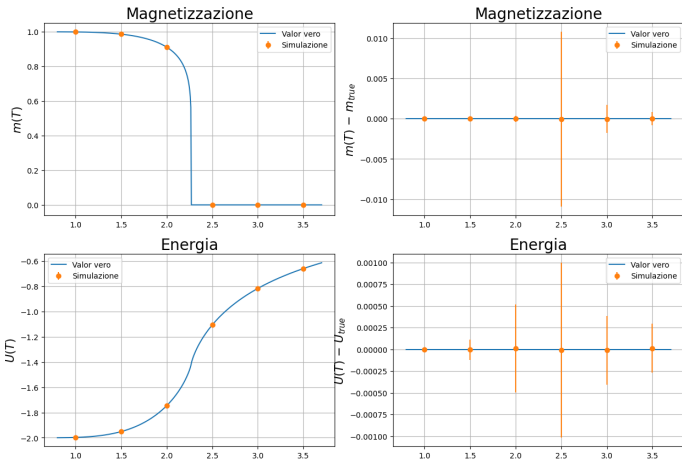 Magnetizzazione
m(T)
1.0
0.8
0.6
0.4
0.2
0.0
1.0 1.5 2.0 2.5 3.0 3.5
Valor vero
Simulazione
Magnetizzazione
m(T) − m_true
0.010
0.005
0.000
−0.005
−0.010
1.0 1.5 2.0 2.5 3.0 3.5
Valor vero
Simulazione
Energia
U(T)
−0.6
−0.8
−1.0
−1.2
−1.4
−1.6
−1.8
−2.0
1.0 1.5 2.0 2.5 3.0 3.5
Valor vero
Simulazione
Energia
U(T) − U_true
0.00100
0.00075
0.00050
0.00025
0.00000
−0.00025
−0.00050
−0.00075
−0.00100
1.0 1.5 2.0 2.5 3.0 3.5
Valor vero
Simulazione